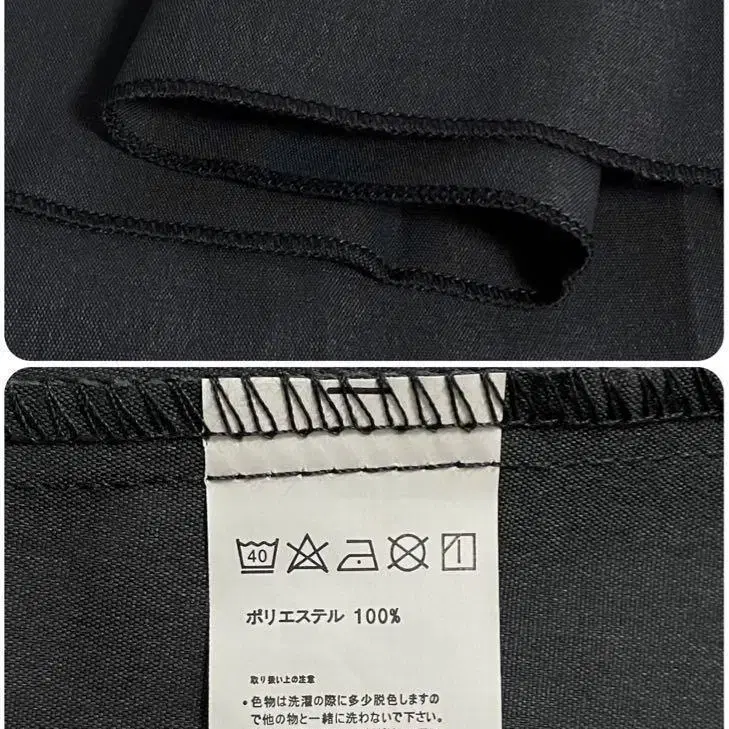 40
ポリエステル 100%
取り扱い上の注意
・色物は洗濯の際に多少脱色しますの
で他の物と一緒に洗わないで下さい。